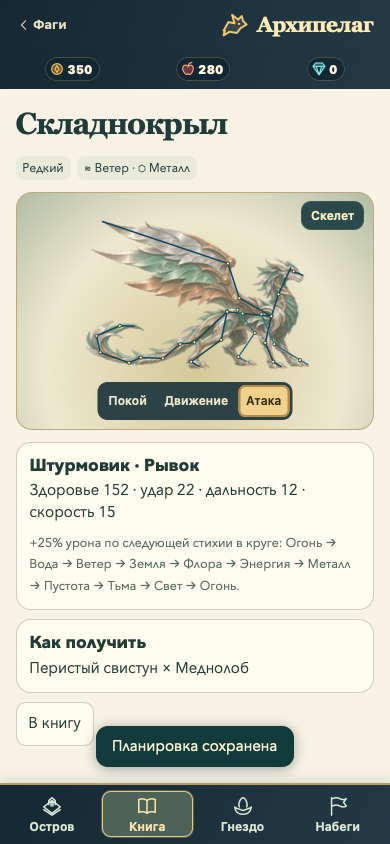 Фаги
Архипелаг
350
280
0
Складнокрыл
Редкий
Ветер · Металл
Скелет
Покой
Движение
Атака
Штурмовик · Рывок
Здоровье 152 · удар 22 · дальность 12 ·
скорость 15
+25% урона по следующей стихии в круге: Огонь →
Вода → Ветер → Земля → Флора → Энергия → Металл
→ Пустота → Тьма → Свет → Огонь.
Как получить
Перистый свистун × Меднолоб
В книгу
Планировка сохранена
Остров
Книга
Гнездо
Набеги